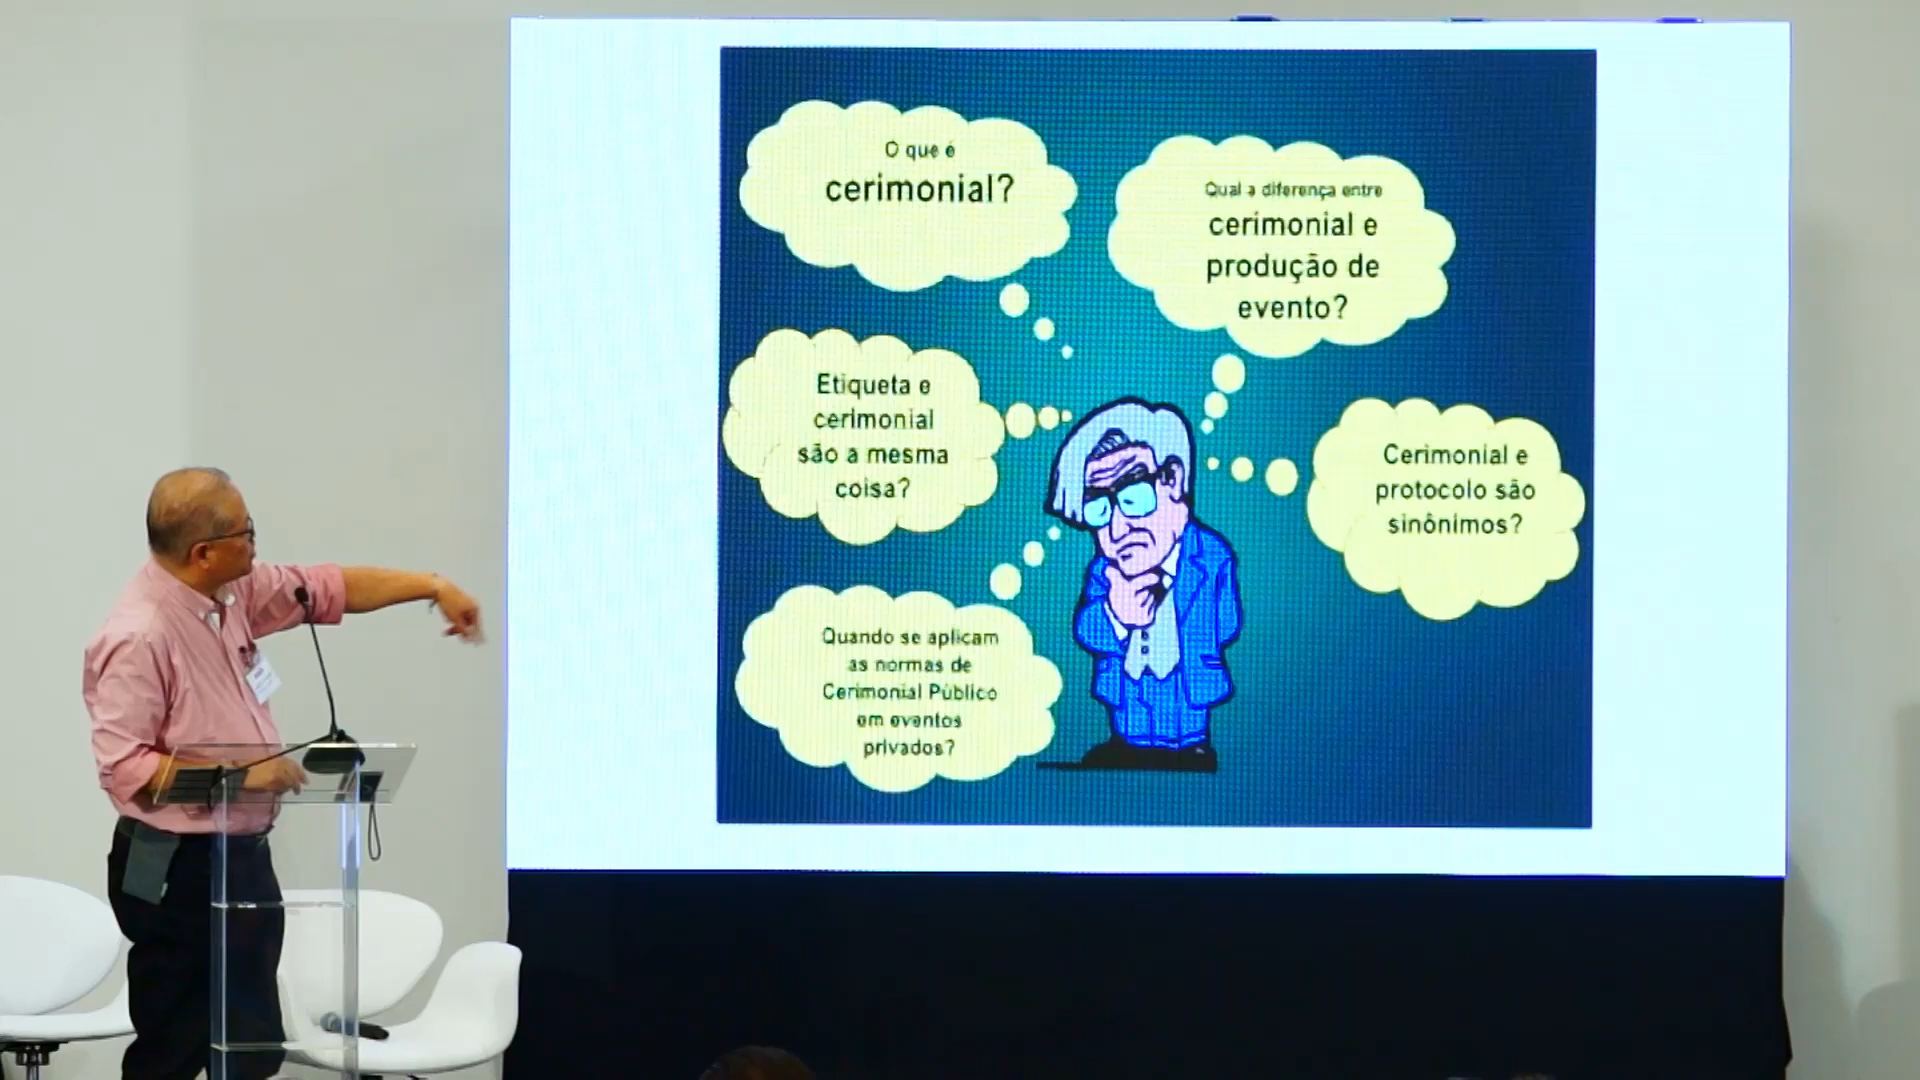 O que é
cerimonial?
Qual a diferença entre
cerimonial e
produção de
evento?
Etiqueta e
cerimonial
são a mesma
coisa?
Cerimonial e
protocolo são
sinônimos?
Quando se aplicam
as normas de
Cerimonial Público
em eventos
privados?